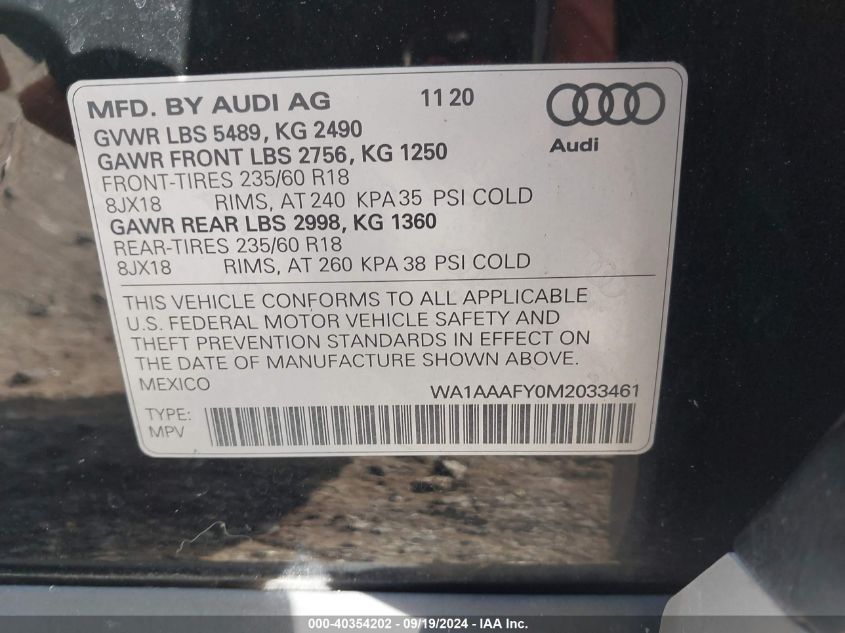 MFD. BY AUDI AG 11 20
GVWR LBS 5489, KG 2490
GAWR FRONT LBS 2756, KG 1250
FRONT-TIRES 235/60 R18
8JX18 RIMS, AT 240 KPA 35 PSI COLD
Audi
GAWR REAR LBS 2998, KG 1360
REAR-TIRES 235/60 R18
8JX18 RIMS, AT 260 KPA 38 PSI COLD
THIS VEHICLE CONFORMS TO ALL APPLICABLE
U.S. FEDERAL MOTOR VEHICLE SAFETY AND
THEFT PREVENTION STANDARDS IN EFFECT ON
THE DATE OF MANUFACTURE SHOWN ABOVE.
MEXICO WA1AAAFY0M2033461
TYPE:
MPV
000-40354202 - 09/19/2024 - IAA Inc.